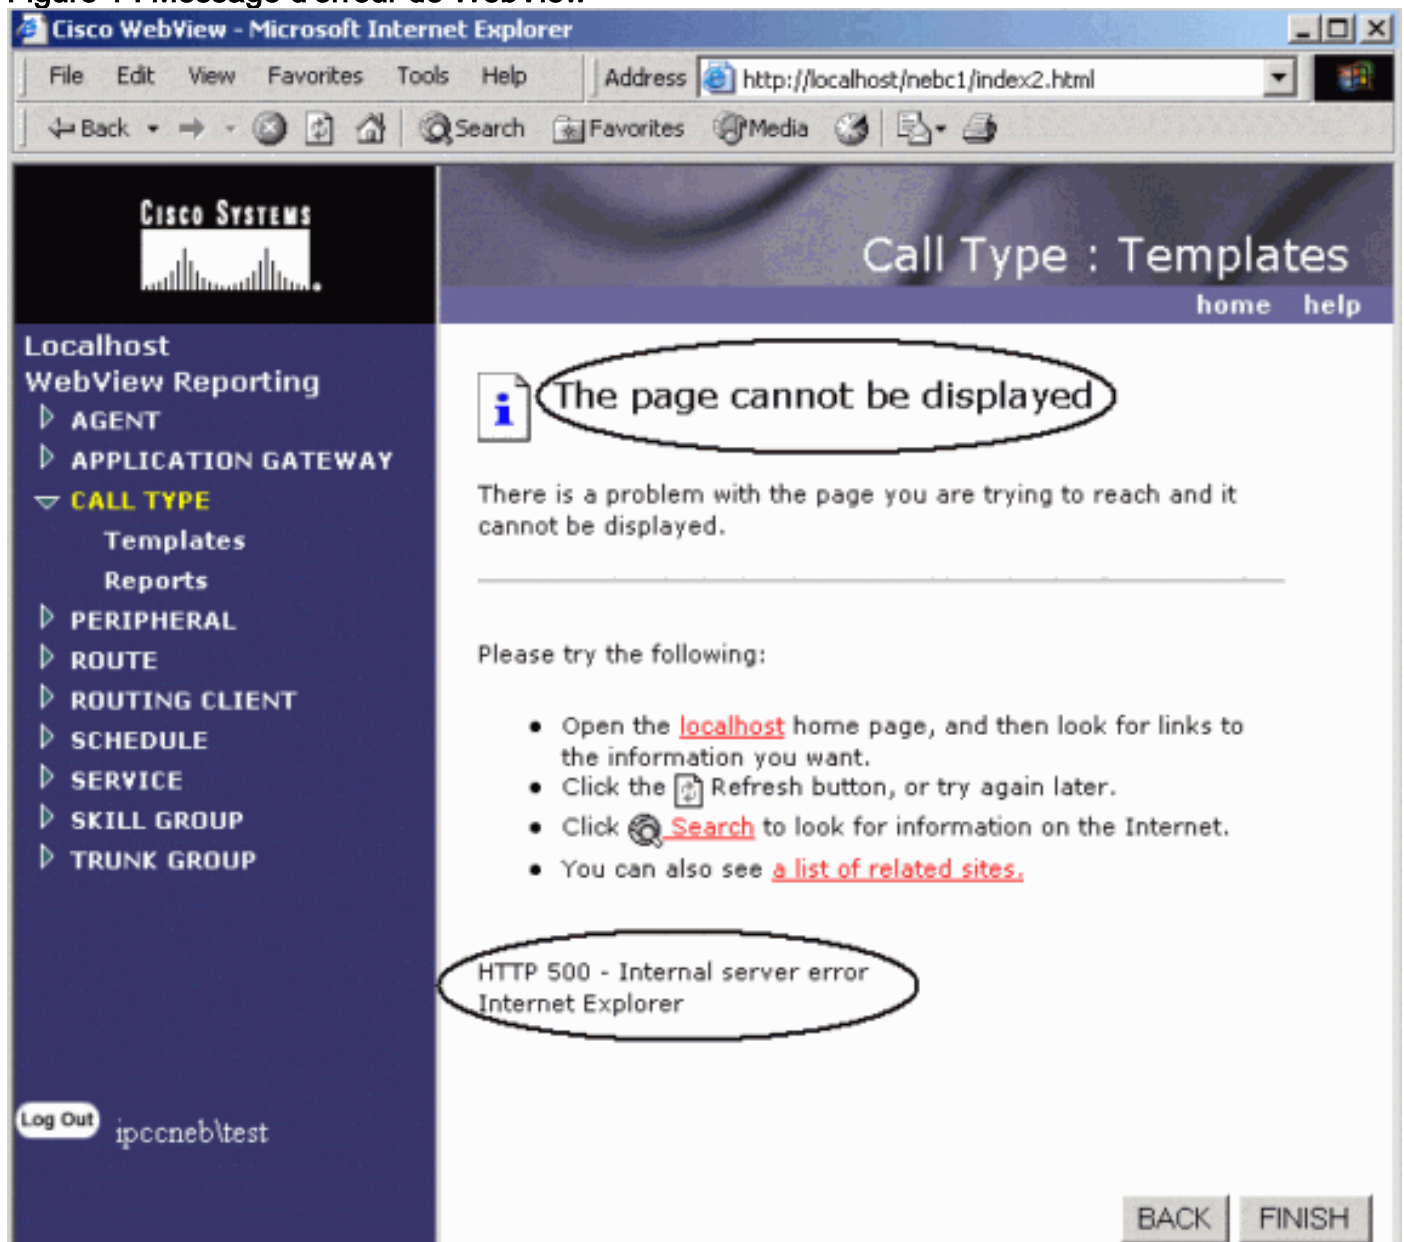 Figure 1 : Message d'erreur de WebView
Cisco WebView - Microsoft Internet Explorer
File Edit View Favorites Tools Help Address http://localhost/nebc1/index2.html
Back Search Favorites Media
CISCO SYSTEMS
Call Type : Templates
home help
Localhost
WebView Reporting
AGENT
APPLICATION GATEWAY
CALL TYPE
Templates
Reports
PERIPHERAL
ROUTE
ROUTING CLIENT
SCHEDULE
SERVICE
SKILL GROUP
TRUNK GROUP
Log Out ipccneb\test
The page cannot be displayed
There is a problem with the page you are trying to reach and it
cannot be displayed.
Please try the following:
• Open the localhost home page, and then look for links to
the information you want.
• Click the Refresh button, or try again later.
• Click Search to look for information on the Internet.
• You can also see a list of related sites.
HTTP 500 - Internal server error
Internet Explorer
BACK FINISH